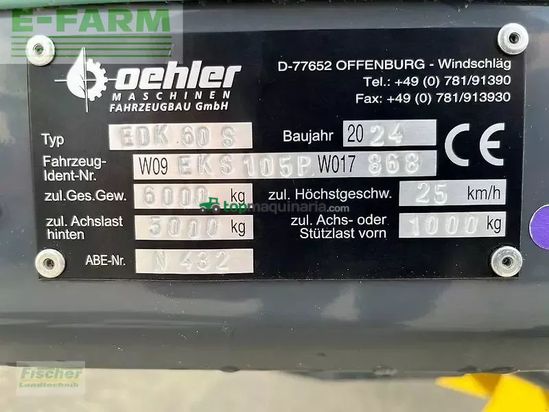 E-FARM
oehler
MASCHINEN
FAHRZEUGBAU GmbH
D-77652 OFFENBURG - Windschläg
Tel.: +49 (0) 781/91390
Fax: +49 (0) 781/913930
Typ EDK 60 S Baujahr 2024 CE
Fahrzeug-
Ident-Nr. W09 EKS105P W017 868
zul.Ges.Gew. 6000 kg zul. Höchstgeschw. 25 km/h
zul. Achslast
hinten 5000 kg zul. Achs- oder
Stützlast vorn 1000 kg
topmaquinaria.com
ABE-Nr. N 432
Fischer
Landtechnik